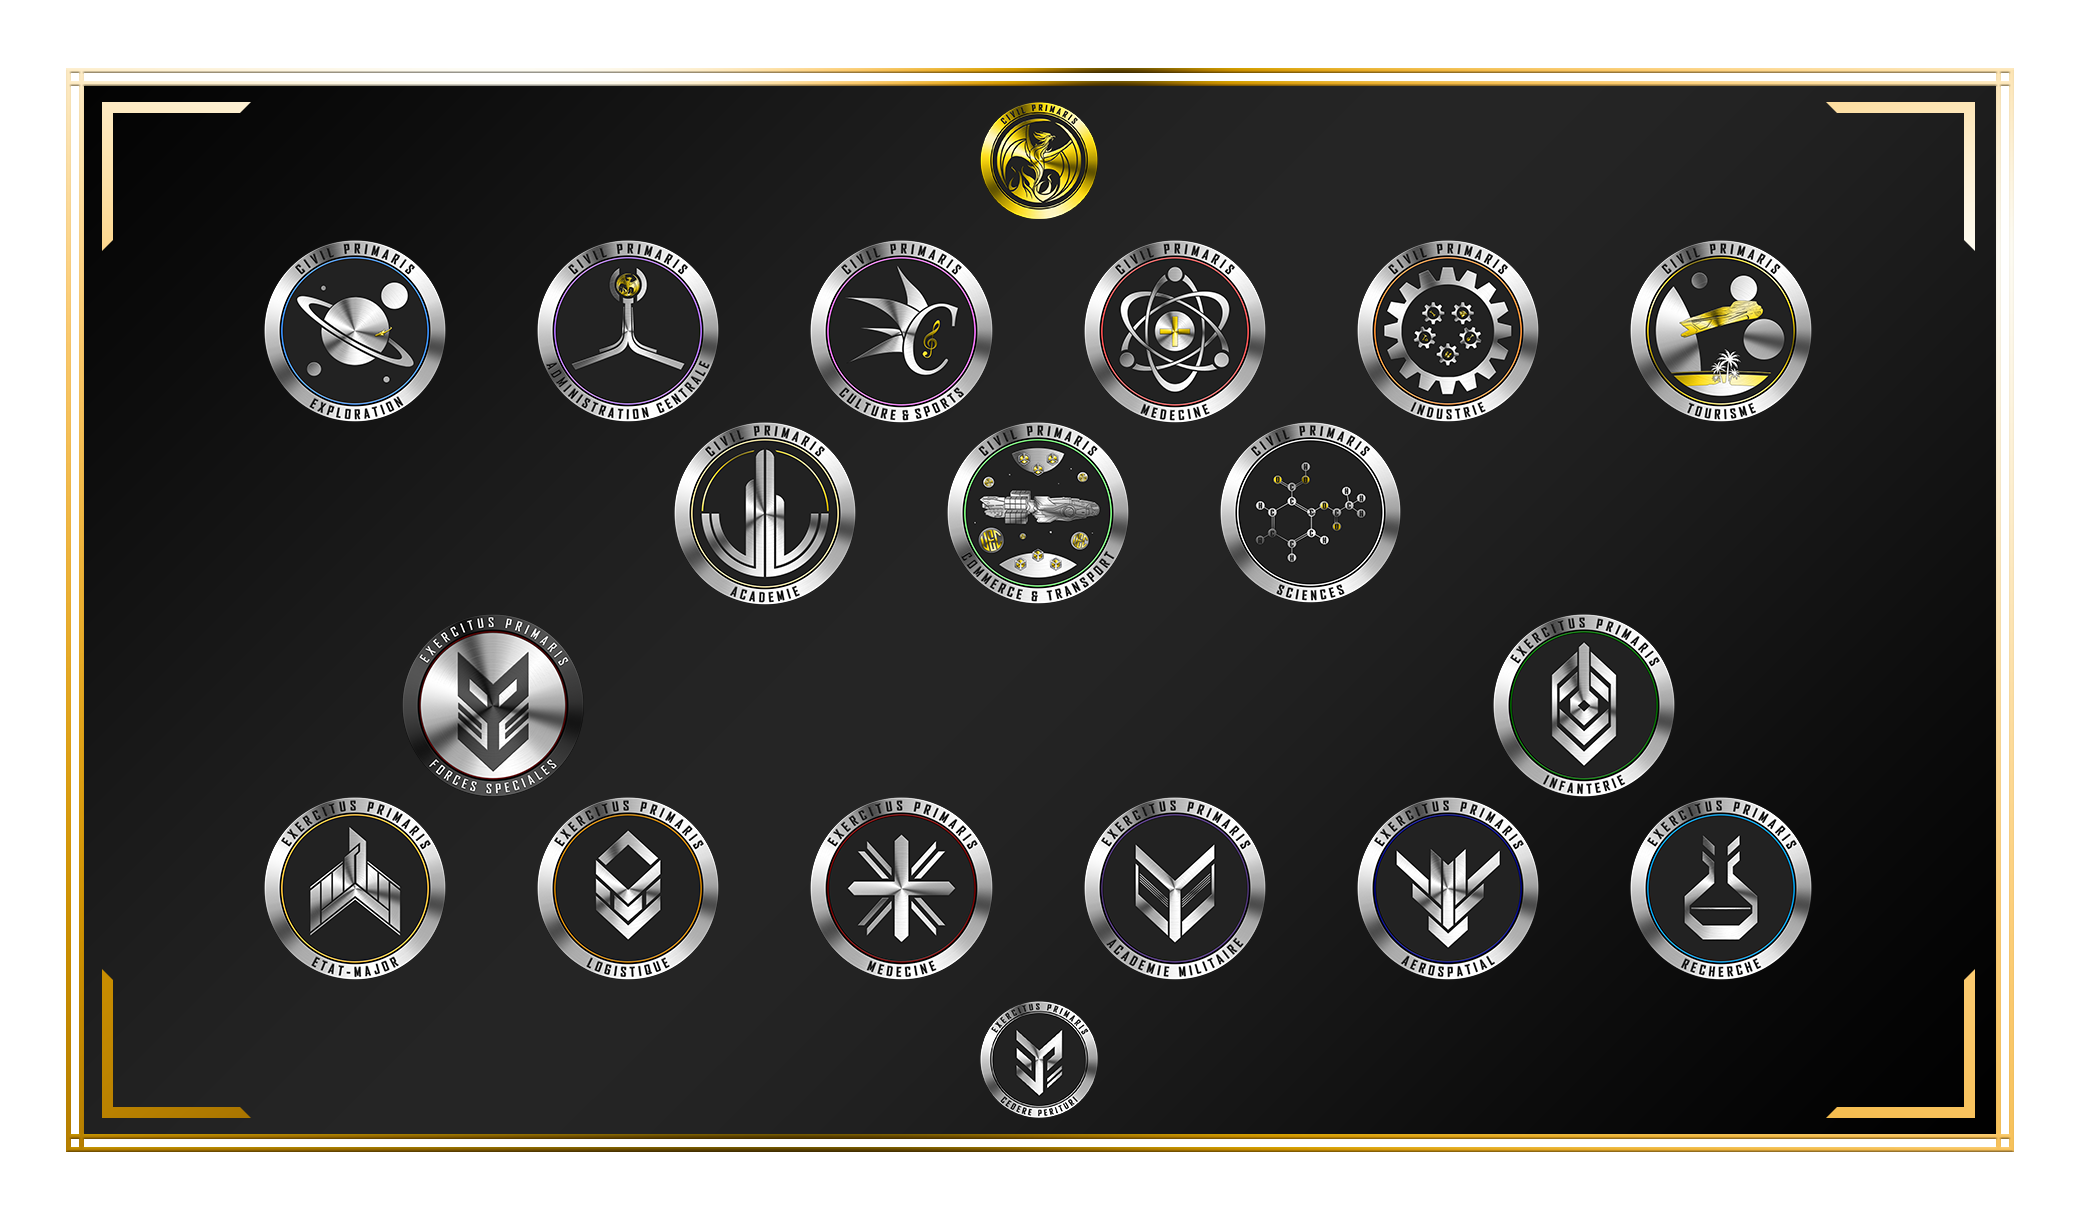 CIVIL PRIMARIS
CIVIL PRIMARIS
EXPLORATION
CIVIL PRIMARIS
ADMINISTRATION CENTRALE
CIVIL PRIMARIS
CULTURE & SPORTS
CIVIL PRIMARIS
MEDECINE
CIVIL PRIMARIS
INDUSTRIE
CIVIL PRIMARIS
TOURISME
CIVIL PRIMARIS
ACADEMIE
CIVIL PRIMARIS
COMMERCE & TRANSPORT
CIVIL PRIMARIS
SCIENCES
EXERCITUS PRIMARIS
FORCES SPECIALES
EXERCITUS PRIMARIS
INFANTERIE
EXERCITUS PRIMARIS
ETAT-MAJOR
EXERCITUS PRIMARIS
LOGISTIQUE
EXERCITUS PRIMARIS
MEDECINE
EXERCITUS PRIMARIS
ACADEMIE MILITAIRE
EXERCITUS PRIMARIS
AEROSPATIAL
EXERCITUS PRIMARIS
RECHERCHE
EXERCITUS PRIMARIS
CEDERE PERITURI